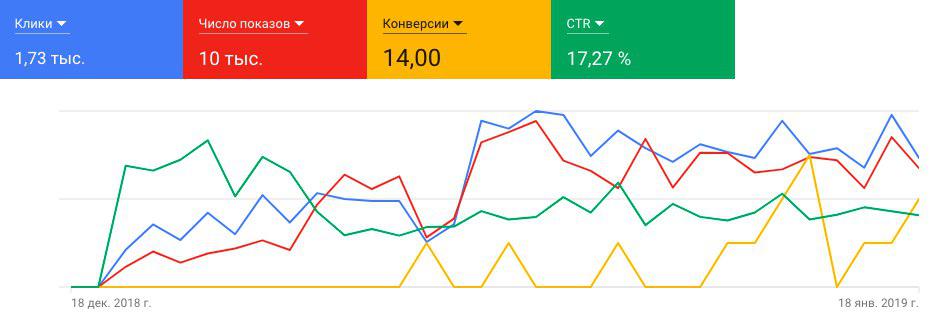 Клики Число показов Конверсии CTR
1,73 тыс. 10 тыс. 14,00 17,27 %
18 дек. 2018 г. 18 янв. 2019 г.